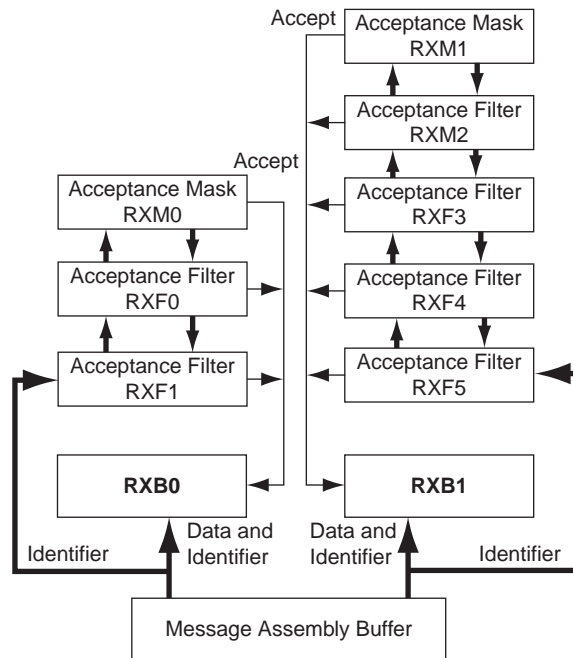 Accept
Acceptance Mask
RXM1
Acceptance Filter
RXM2
Accept
Acceptance Mask
RXM0
Acceptance Filter
RXF3
Acceptance Filter
RXF0
Acceptance Filter
RXF4
Acceptance Filter
RXF1
Acceptance Filter
RXF5
RXB0
RXB1
Identifier
Data and
Identifier
Data and
Identifier
Identifier
Message Assembly Buffer